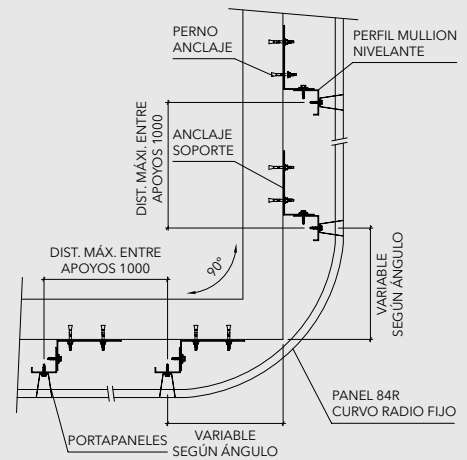 PERNO
ANCLAJE
PERFIL MULLION
NIVELANTE
DIST. MÁXI. ENTRE
APOYOS 1000
ANCLAJE
SOPORTE
DIST. MÁX. ENTRE
APOYOS 1000
90°
VARIABLE
SEGÚN ÁNGULO
PANEL 84R
CURVO RADIO FIJO
PORTAPANELES
VARIABLE
SEGÚN ÁNGULO